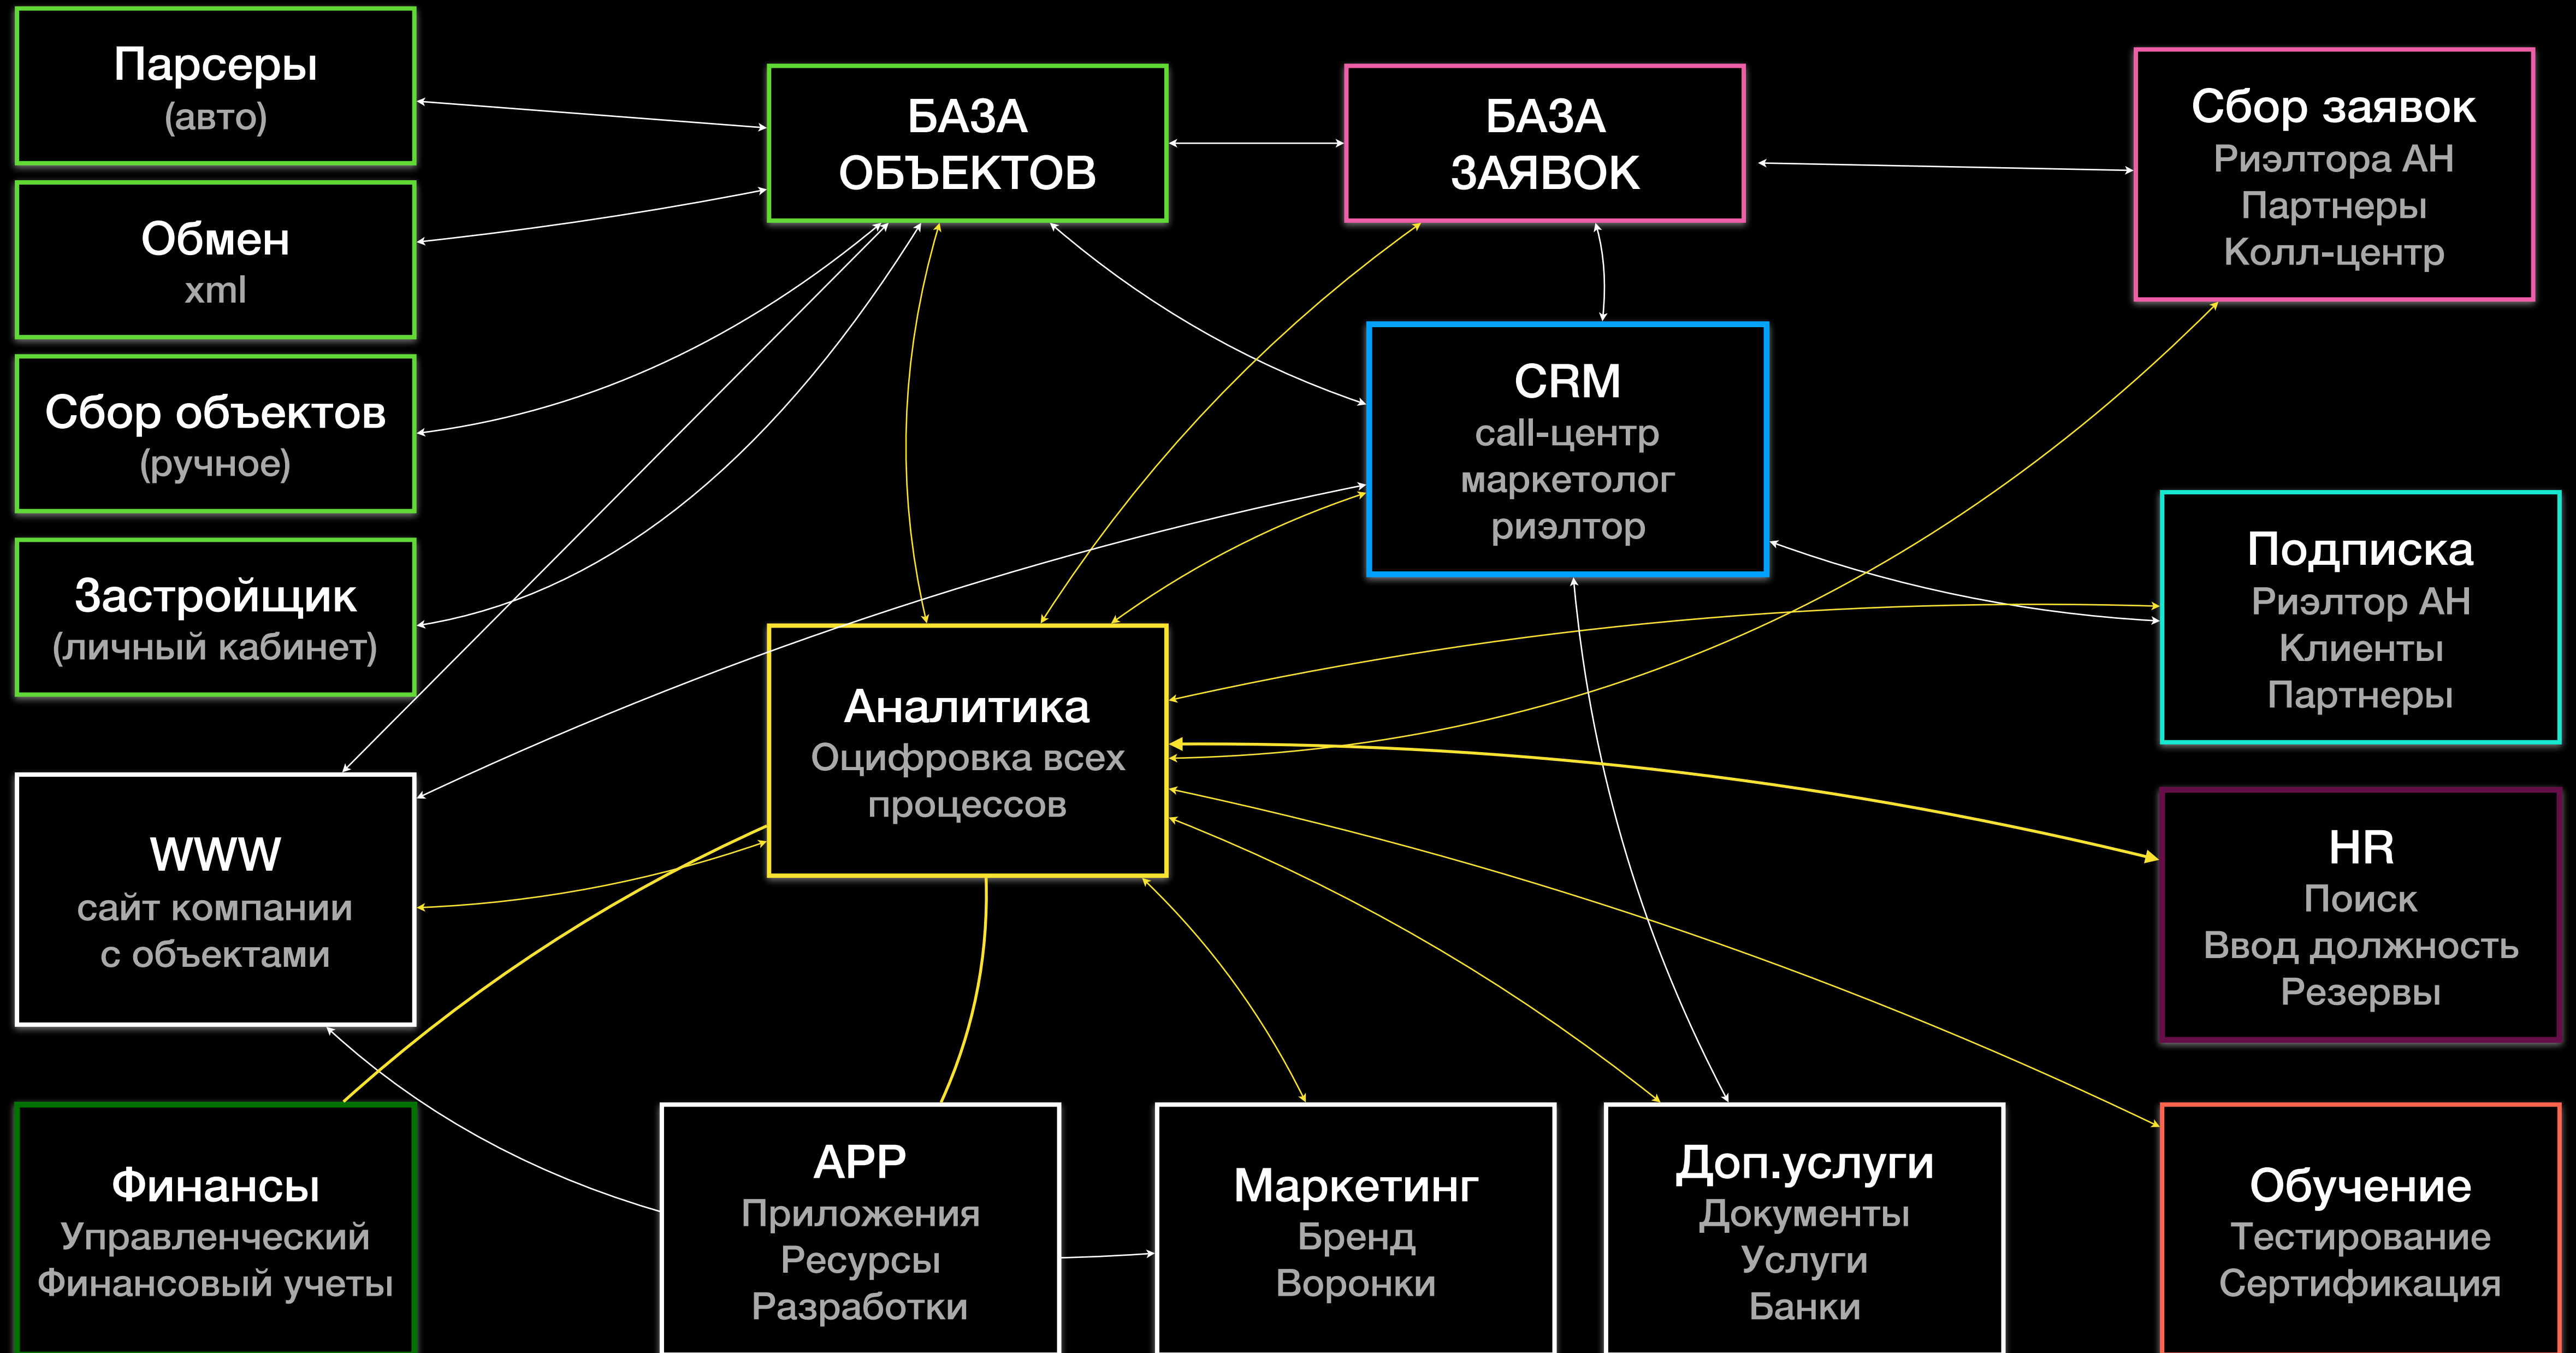 Парсеры
(авто)
Обмен
xml
Сбор объектов
(ручное)
Застройщик
(личный кабинет)
БАЗА
ОБЪЕКТОВ
БАЗА
ЗАЯВОК
Сбор заявок
Риэлтора АН
Партнеры
Колл-центр
CRM
call-центр
маркетолог
риэлтор
Подписка
Риэлтор АН
Клиенты
Партнеры
Аналитика
Оцифровка всех
процессов
WWW
сайт компании
с объектами
HR
Поиск
Ввод должность
Резервы
Финансы
Управленческий
Финансовый учеты
APP
Приложения
Ресурсы
Разработки
Маркетинг
Бренд
Воронки
Доп.услуги
Документы
Услуги
Банки
Обучение
Тестирование
Сертификация